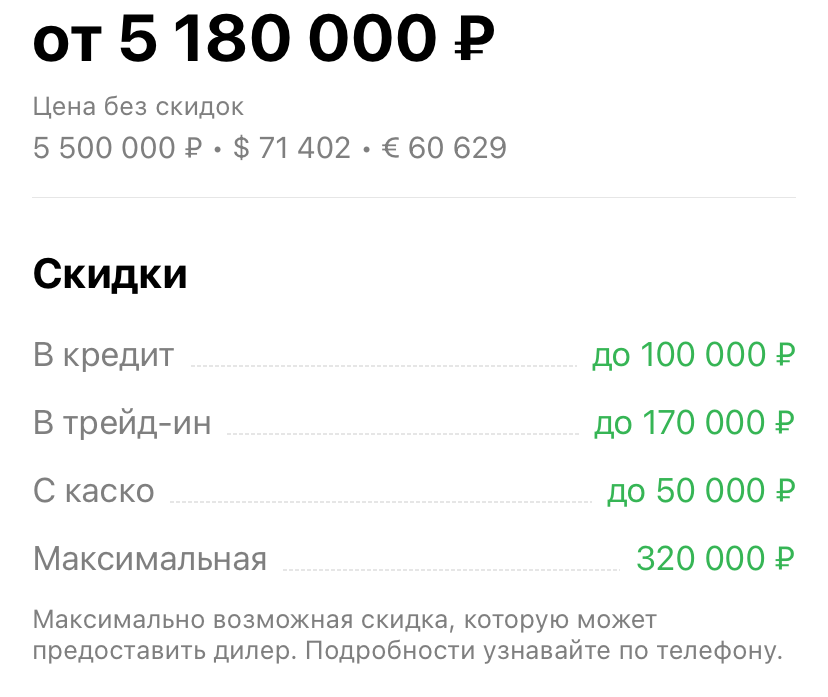 от 5 180 000 ₽
Цена без скидок
5 500 000 ₽ • $ 71 402 • € 60 629
Скидки
В кредит до 100 000 ₽
В трейд-ин до 170 000 ₽
С каско до 50 000 ₽
Максимальная 320 000 ₽
Максимально возможная скидка, которую может
предоставить дилер. Подробности узнавайте по телефону.